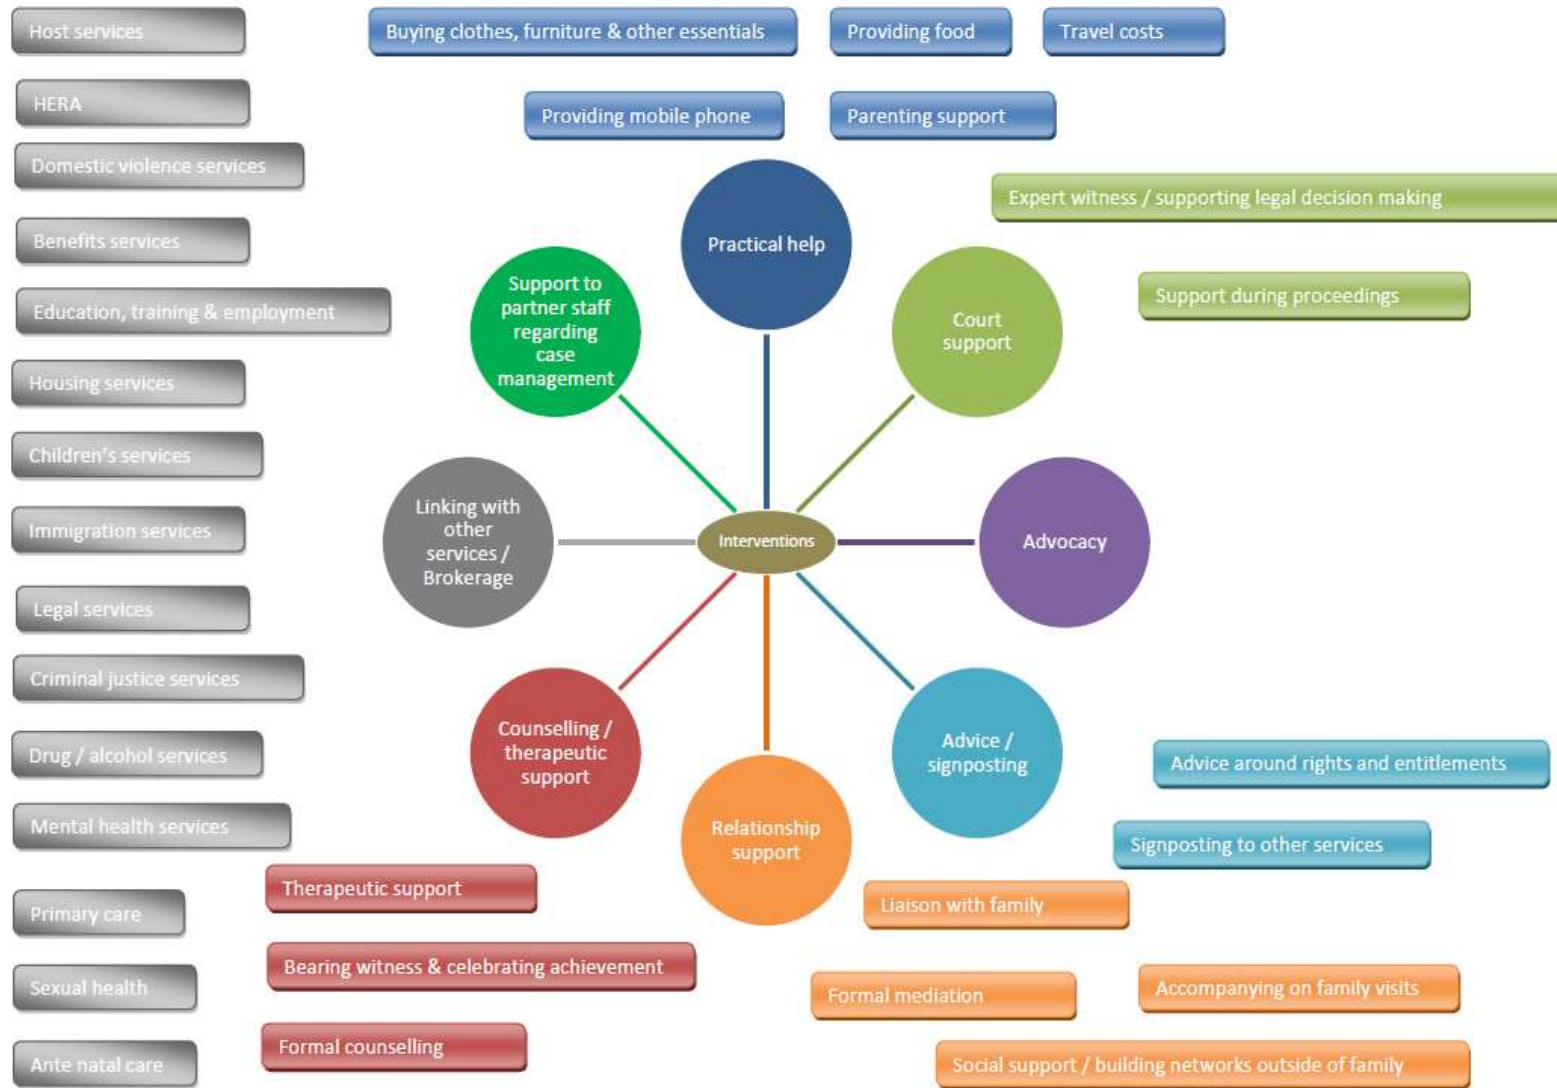 Host services
HERA
Domestic violence services
Benefits services
Education, training & employment
Housing services
Children's services
Immigration services
Legal services
Criminal justice services
Drug / alcohol services
Mental health services
Primary care
Sexual health
Ante natal care
Buying clothes, furniture & other essentials
Providing food
Travel costs
Providing mobile phone
Parenting support
Practical help
Expert witness / supporting legal decision making
Support during proceedings
Court
support
Support to
partner staff
regarding
case
management
Linking with
other
services /
Brokerage
Interventions
Advocacy
Counselling /
therapeutic
support
Relationship
support
Advice /
signposting
Advice around rights and entitlements
Signposting to other services
Therapeutic support
Bearing witness & celebrating achievement
Formal counselling
Liaison with family
Formal mediation
Accompanying on family visits
Social support / building networks outside of family